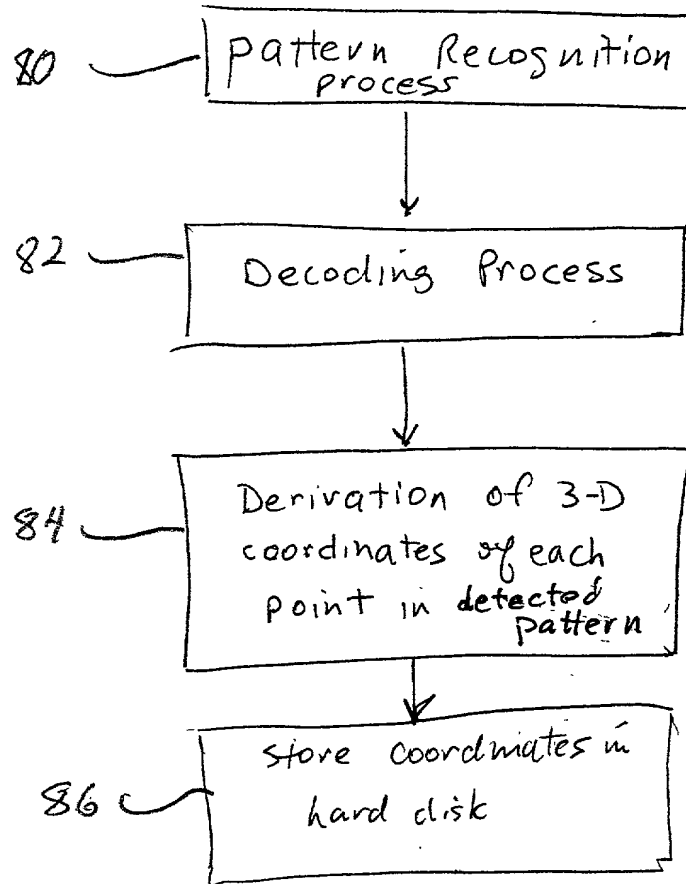 80
Pattern Recognition
process
82
Decoding Process
84
Derivation of 3-D
coordinates of each
point in detected
pattern
86
store coordinates in
hard disk